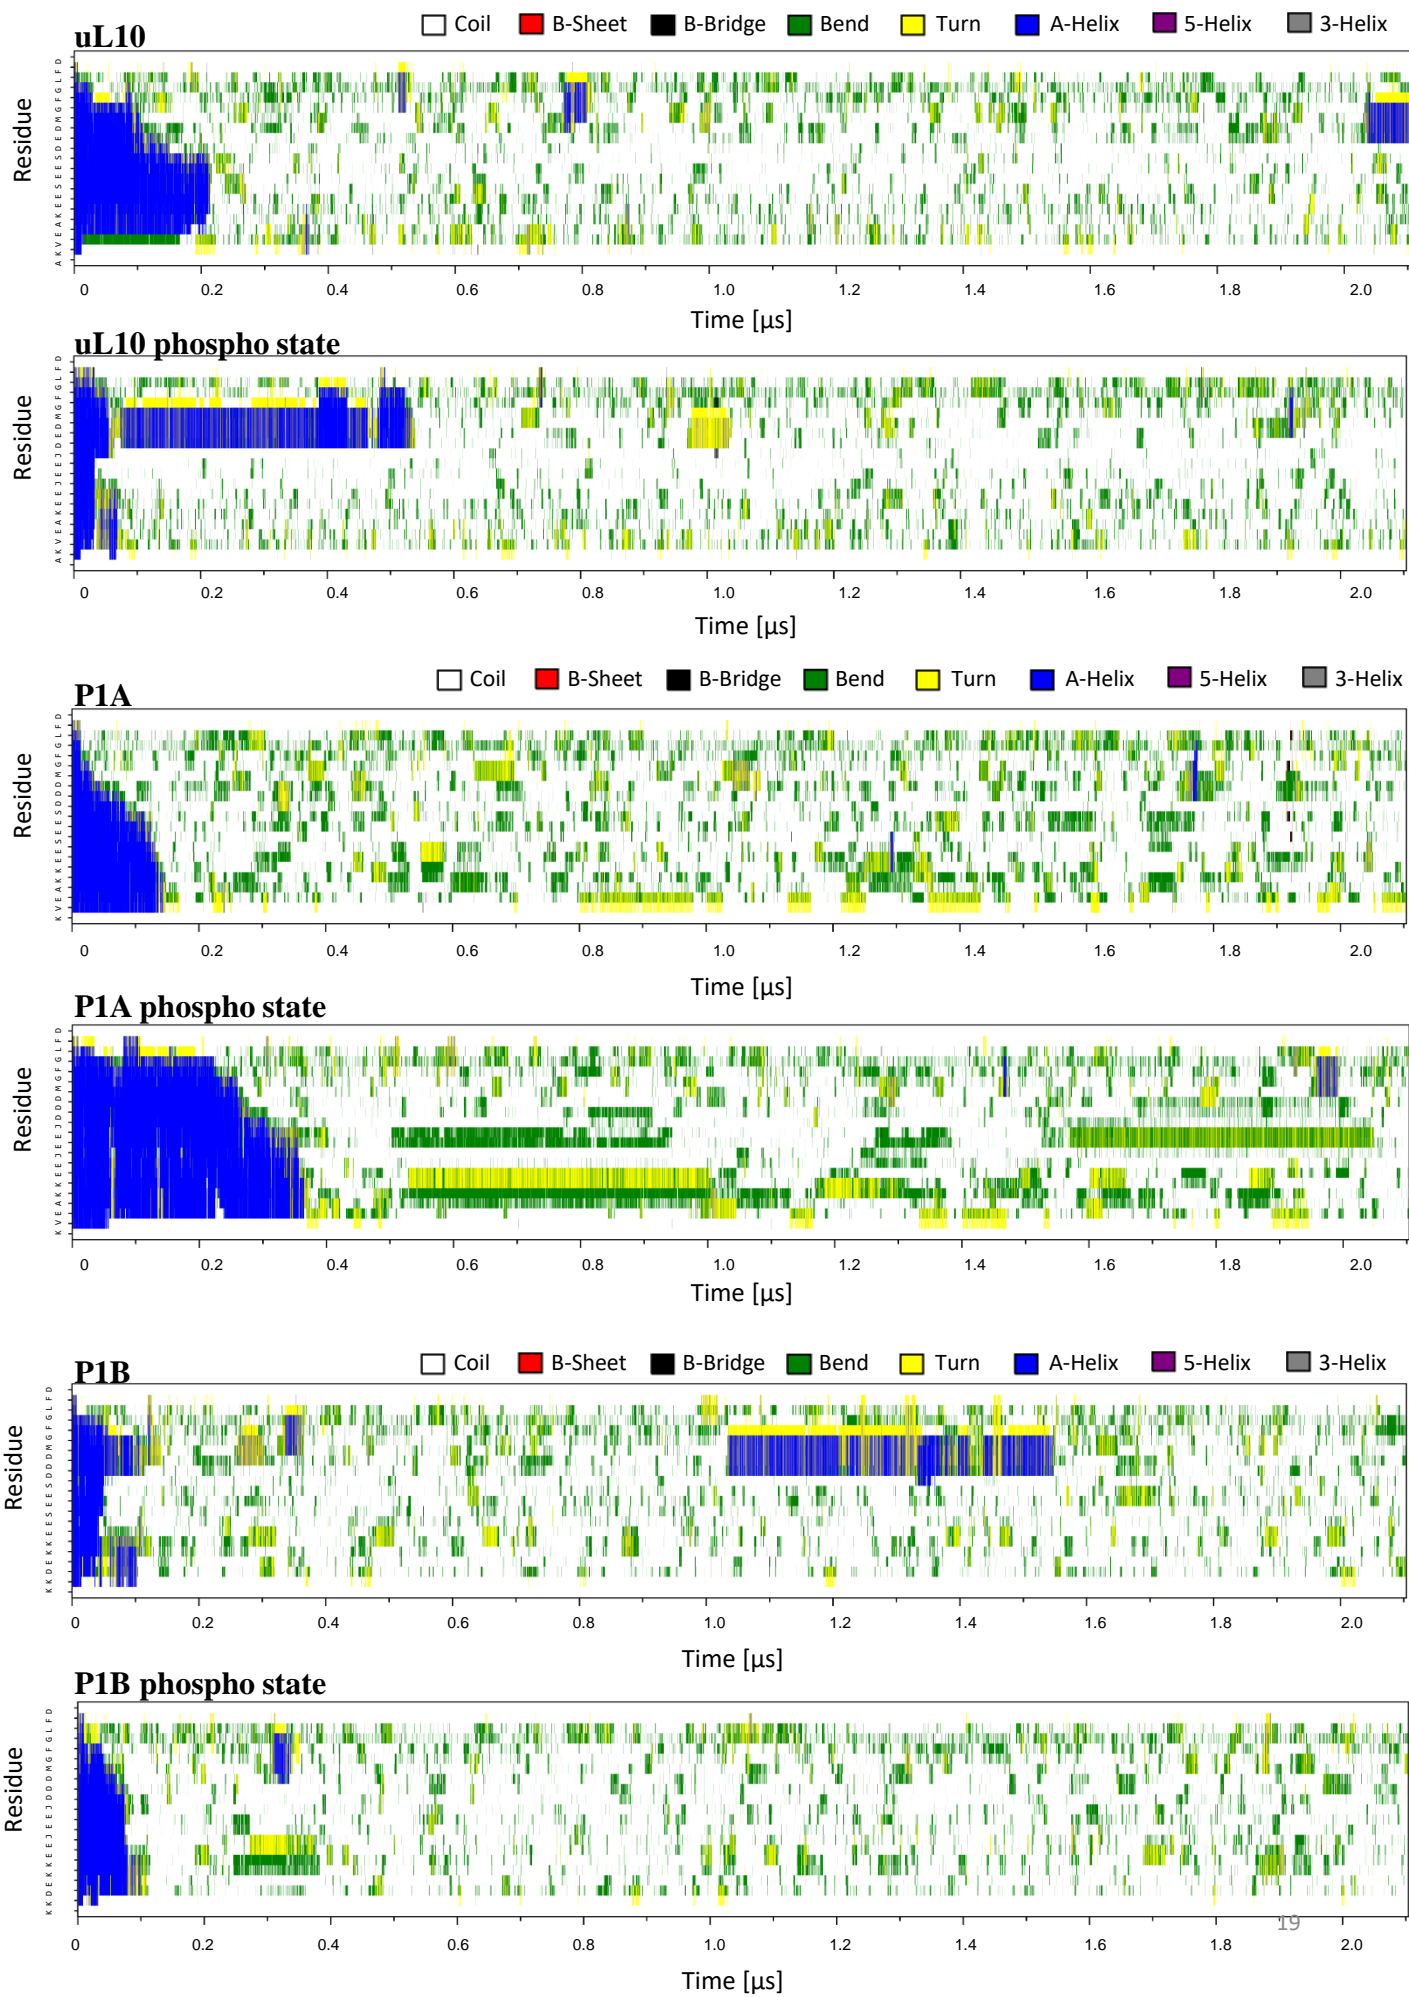 Coil B-Sheet B-Bridge Bend Turn A-Helix 5-Helix 3-Helix
uL10
Residue
A K V E A K E E S E E S D E D M G F G L F D
0 0.2 0.4 0.6 0.8 1.0 1.2 1.4 1.6 1.8 2.0
Time [µs]
uL10 phospho state
Residue
A K V E A K E E J E E J D E D M G F G L F D
0 0.2 0.4 0.6 0.8 1.0 1.2 1.4 1.6 1.8 2.0
Time [µs]
Coil B-Sheet B-Bridge Bend Turn A-Helix 5-Helix 3-Helix
P1A
Residue
K V E A K K E E S E E S D D D M G F G L F D
0 0.2 0.4 0.6 0.8 1.0 1.2 1.4 1.6 1.8 2.0
Time [µs]
P1A phospho state
Residue
K V E A K K E E J E E J D D D M G F G L F D
0 0.2 0.4 0.6 0.8 1.0 1.2 1.4 1.6 1.8 2.0
Time [µs]
Coil B-Sheet B-Bridge Bend Turn A-Helix 5-Helix 3-Helix
P1B
Residue
K K D E K K E E S E E S D D D M G F G L F D
0 0.2 0.4 0.6 0.8 1.0 1.2 1.4 1.6 1.8 2.0
Time [µs]
P1B phospho state
Residue
K K D E K K E E J E E J D D D M G F G L F D
19
0 0.2 0.4 0.6 0.8 1.0 1.2 1.4 1.6 1.8 2.0
Time [µs]